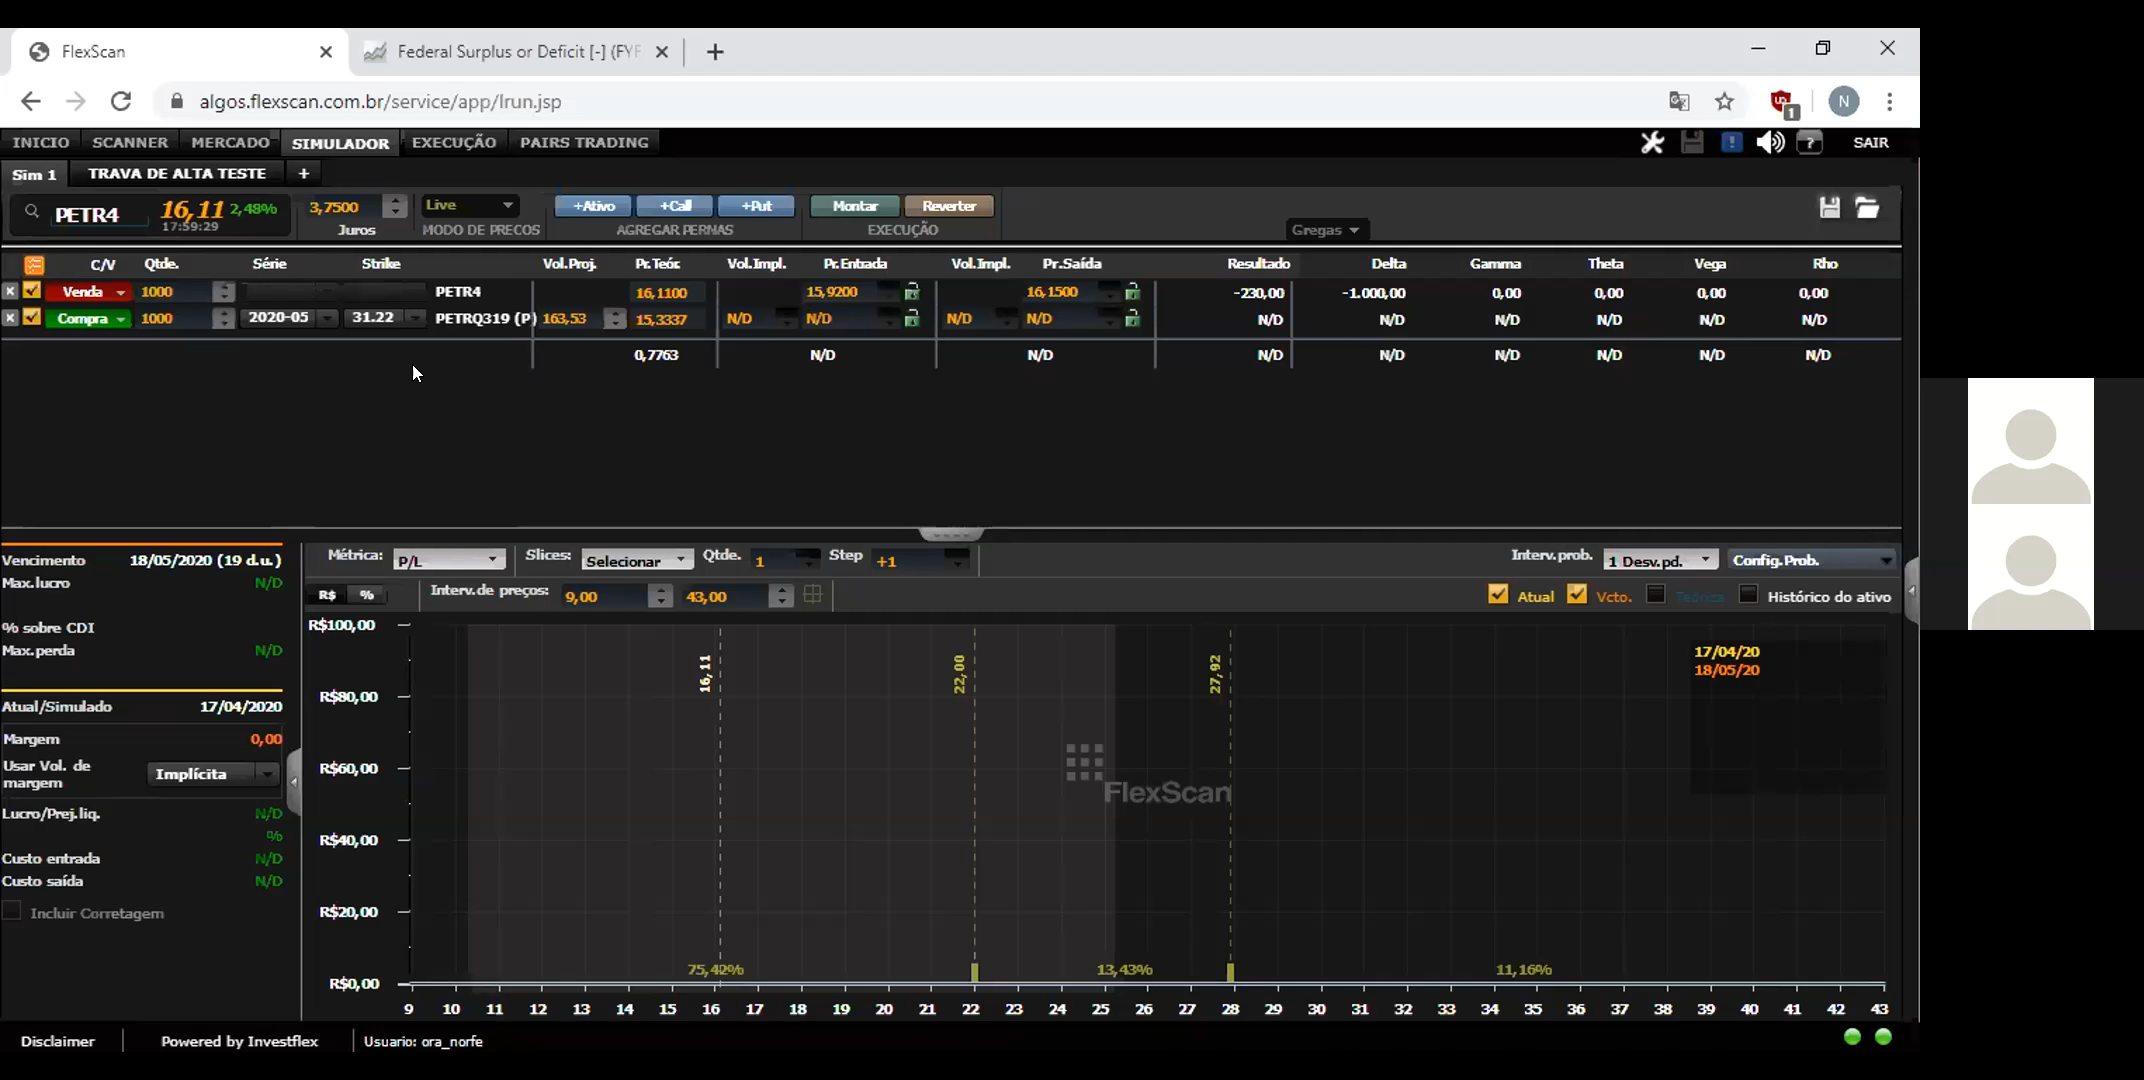 FlexScan
Federal Surplus or Deficit [-] (FYF
algos.flexscan.com.br/service/app/lrun.jsp
N
1
INICIO SCANNER MERCADO SIMULADOR EXECUÇÃO PAIRS TRADING SAIR
Sim 1 TRAVA DE ALTA TESTE +
PETR4 16,11 2,48% 3,7500 Live +Ativo +Call +Put Montar Reverter
17:59:29 Juros MODO DE PRECOS AGREGAR PERNAS EXECUÇÃO Gregas
C/V Qtde. Série Strike Vol.Proj. Pr.Teór. Vol.Impl. Pr.Entrada Vol.Impl. Pr.Saída Resultado Delta Gamma Theta Vega Rho
Venda 1000 PETR4 16,1100 15,9200 16,1500 -230,00 -1.000,00 0,00 0,00 0,00 0,00
Compra 1000 2020-05 31.22 PETRQ319 (P) 163,53 15,3337 N/D N/D N/D N/D N/D N/D N/D N/D N/D N/D
0,7763 N/D N/D N/D N/D N/D N/D N/D N/D
Vencimento 18/05/2020 (19 d.u.)
Max.lucro N/D
% sobre CDI
Max.perda N/D
Atual/Simulado 17/04/2020
Margem 0,00
Usar Vol. de margem Implícita
Lucro/Prej.liq. N/D
%
Custo entrada N/D
Custo saída N/D
Incluir Corretagem
Métrica: P/L Slices: Selecionar Qtde. 1 Step +1 Interv.prob. 1 Desv.pd. Config.Prob.
R$ % Interv.de preços: 9,00 43,00 Atual Vcto. Teórico Histórico do ativo
R$100,00
R$80,00
R$60,00
R$40,00
R$20,00
R$0,00
16,11
22,00
27,92
17/04/20
18/05/20
FlexScan
75,42% 13,43% 11,16%
9 10 11 12 13 14 15 16 17 18 19 20 21 22 23 24 25 26 27 28 29 30 31 32 33 34 35 36 37 38 39 40 41 42 43
Disclaimer Powered by Investflex Usuario: ora_norfe